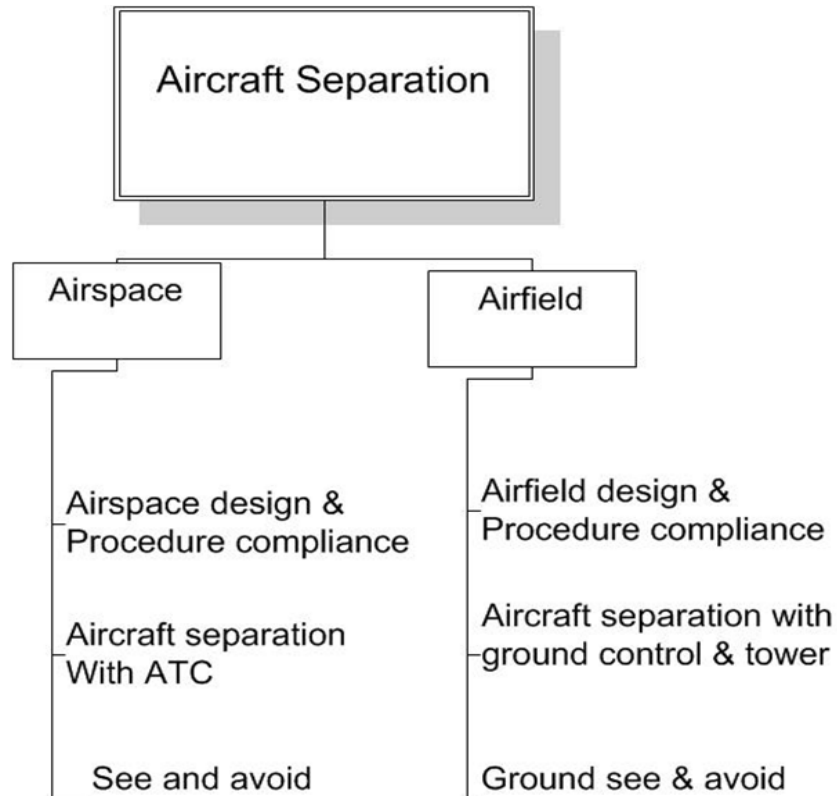 Aircraft Separation
Airspace
Airfield
Airspace design &
Procedure compliance
Aircraft separation
With ATC
See and avoid
Airfield design &
Procedure compliance
Aircraft separation with
ground control & tower
Ground see & avoid